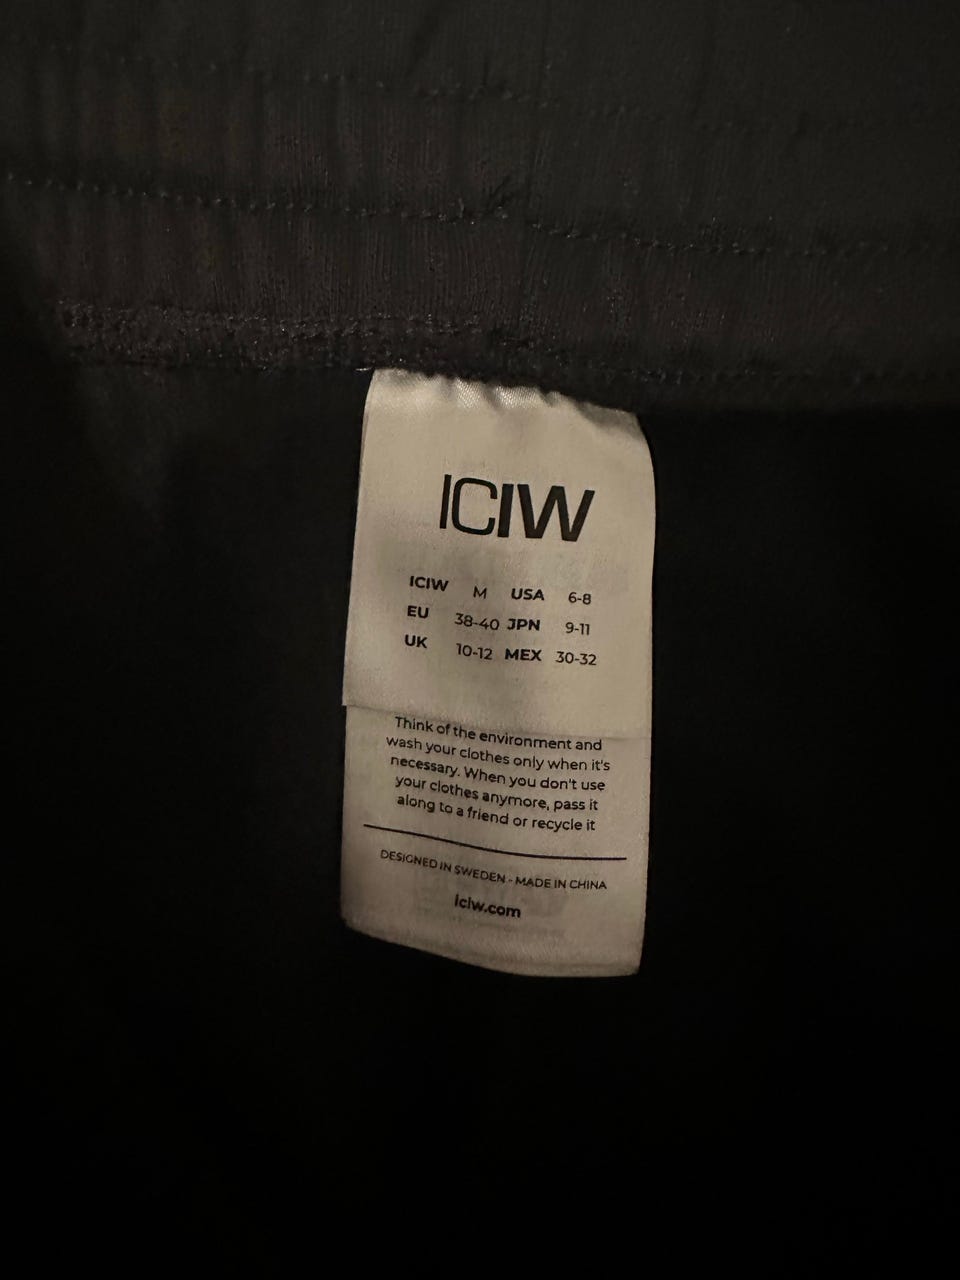 ICIW
ICIW M USA 6-8
EU 38-40 JPN 9-11
UK 10-12 MEX 30-32
Think of the environment and
wash your clothes only when it's
necessary. When you don't use
your clothes anymore, pass it
along to a friend or recycle it
DESIGNED IN SWEDEN - MADE IN CHINA
iciw.com